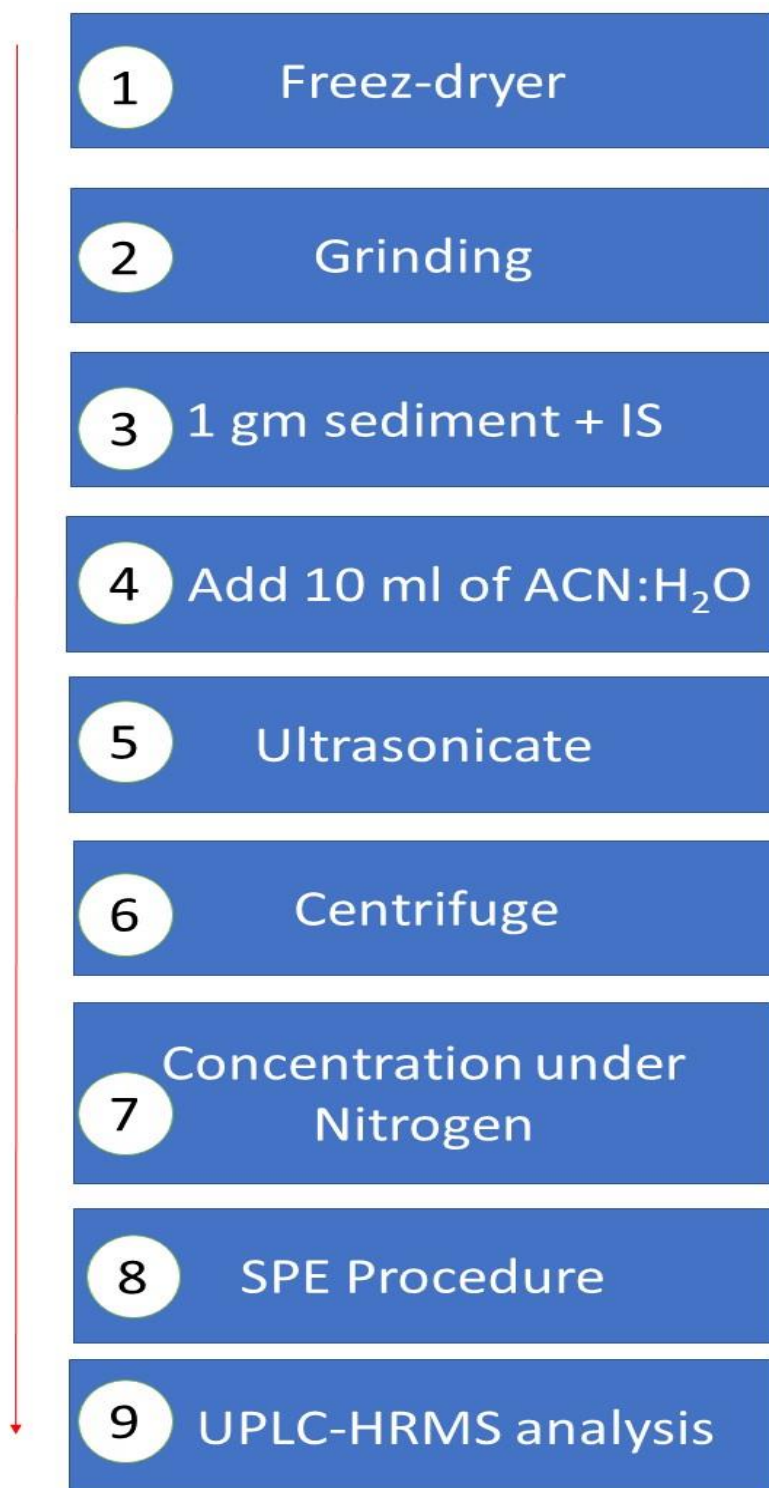 1 Freez-dryer
2 Grinding
3 1 gm sediment + IS
4 Add 10 ml of ACN:H₂O
5 Ultrasonicate
6 Centrifuge
7 Concentration under
Nitrogen
8 SPE Procedure
9 UPLC-HRMS analysis